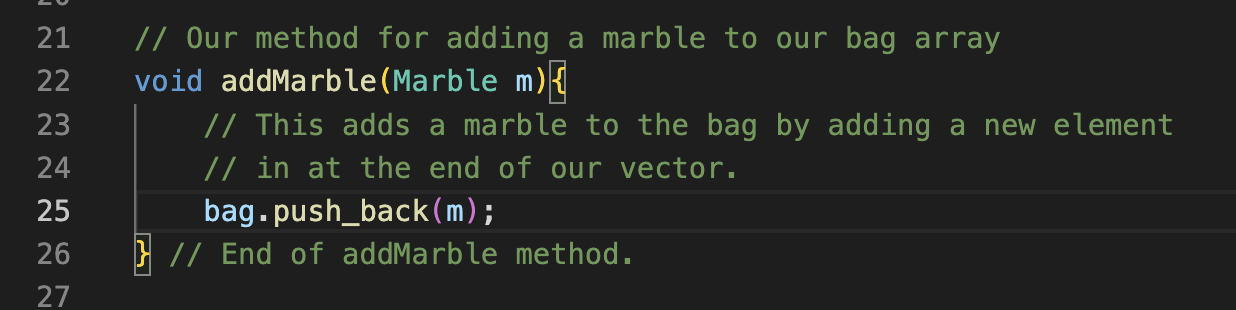 21 // Our method for adding a marble to our bag array
22 void addMarble(Marble m){
23 // This adds a marble to the bag by adding a new element
24 // in at the end of our vector.
25 bag.push_back(m);
26 } // End of addMarble method.
27